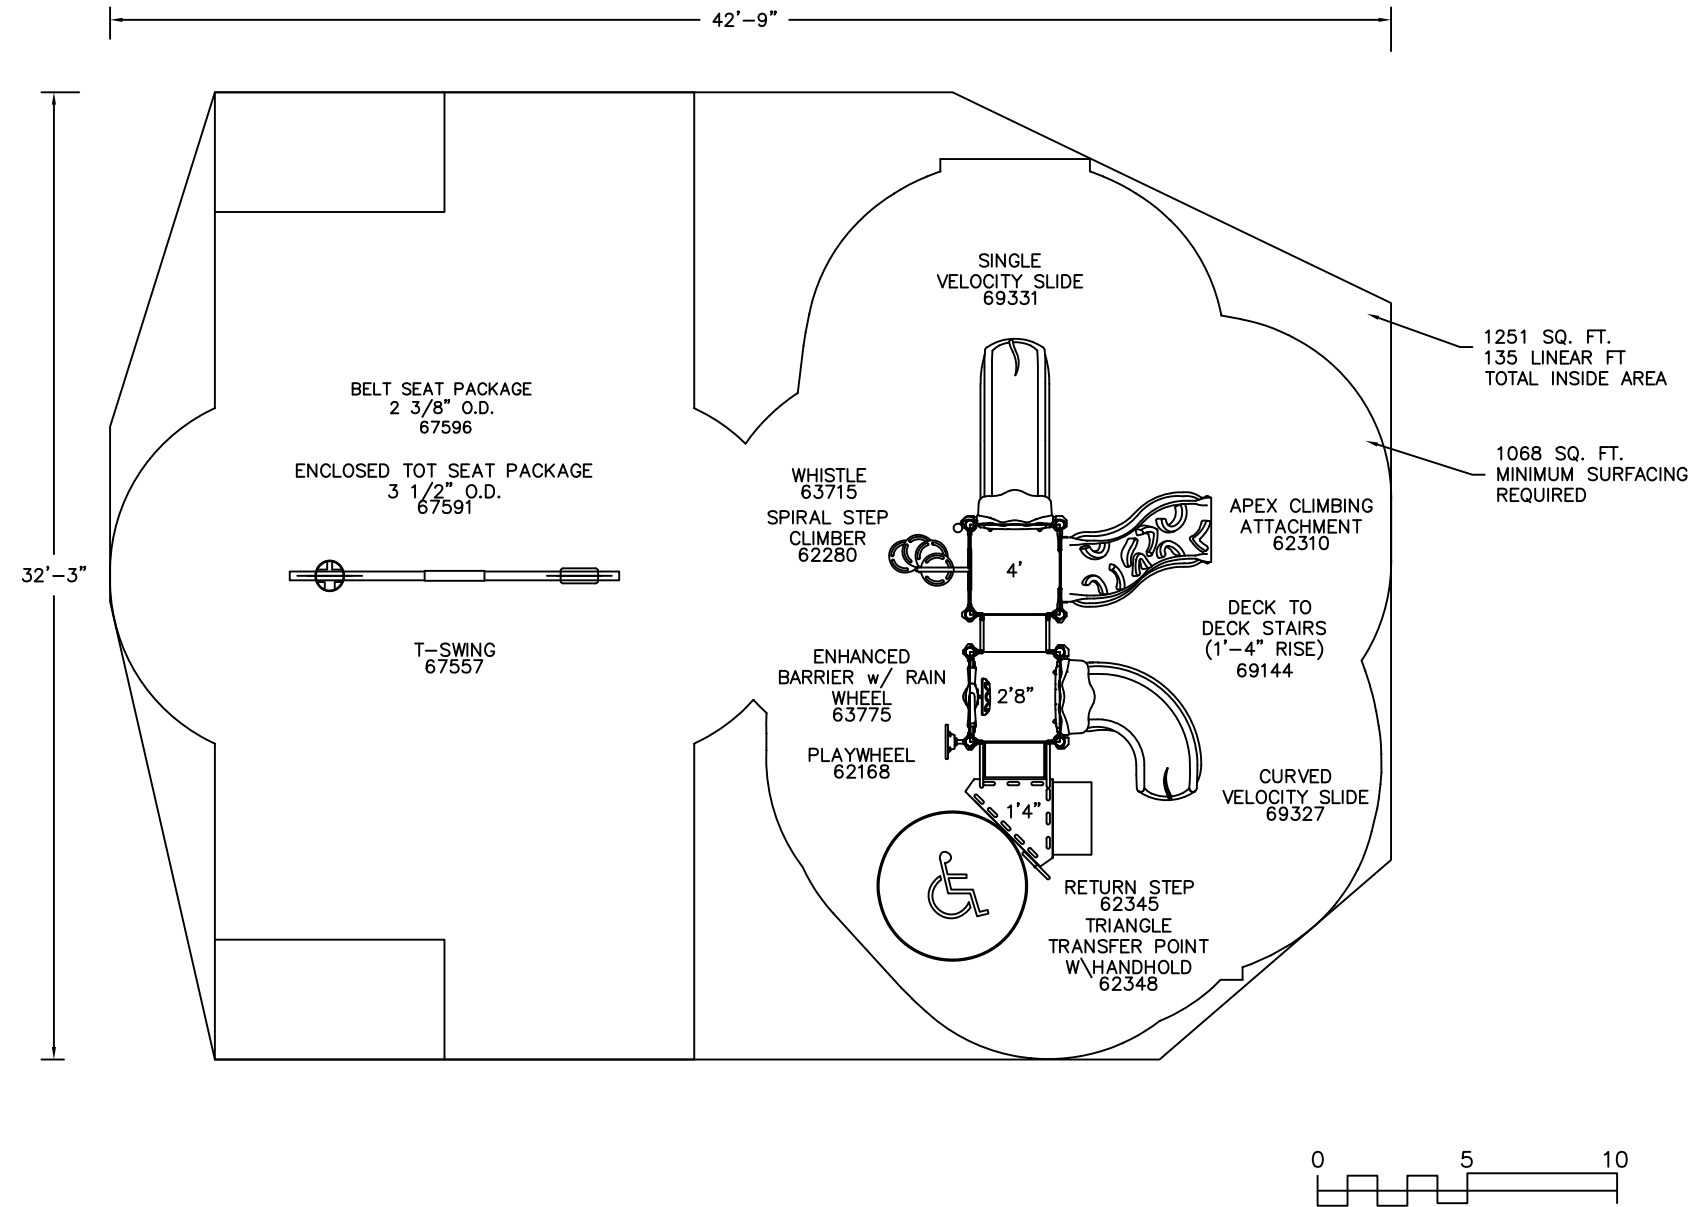 42'-9"
32'-3"
SINGLE
VELOCITY SLIDE
69331
1251 SQ. FT.
135 LINEAR FT
TOTAL INSIDE AREA
1068 SQ. FT.
MINIMUM SURFACING
REQUIRED
BELT SEAT PACKAGE
2 3/8" O.D.
67596
ENCLOSED TOT SEAT PACKAGE
3 1/2" O.D.
67591
T-SWING
67557
WHISTLE
63715
SPIRAL STEP
CLIMBER
62280
4'
APEX CLIMBING
ATTACHMENT
62310
DECK TO
DECK STAIRS
(1'-4" RISE)
69144
ENHANCED
BARRIER w/ RAIN
WHEEL
63775
2'8"
PLAYWHEEL
62168
CURVED
VELOCITY SLIDE
69327
1'4"
RETURN STEP
62345
TRIANGLE
TRANSFER POINT
W\HANDHOLD
62348
0 5 10